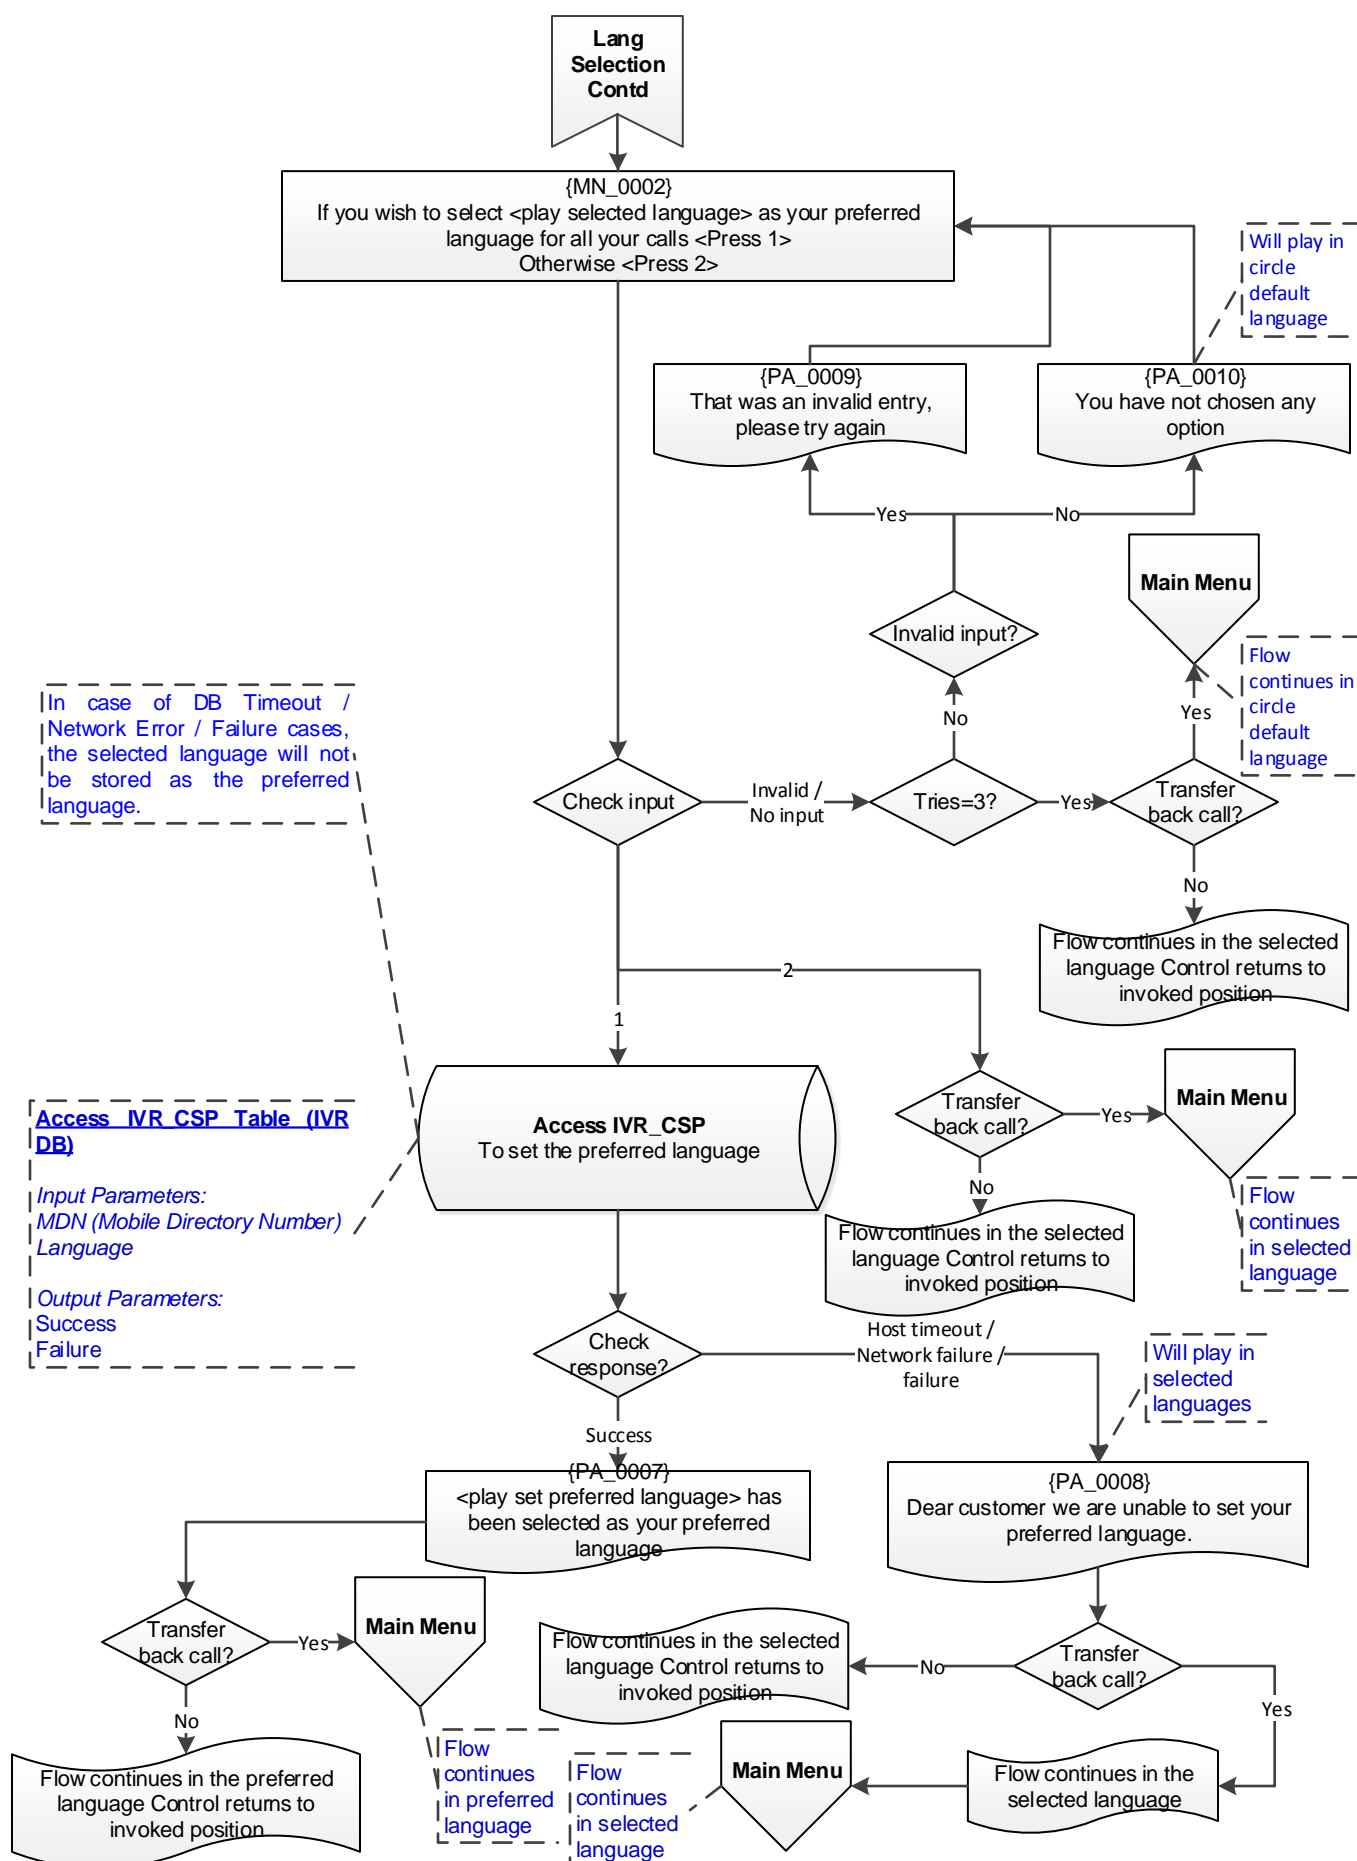 Lang
Selection
Contd
{MN_0002}
If you wish to select <play selected language> as your preferred
language for all your calls <Press 1>
Otherwise <Press 2>
Will play in
circle
default
language
{PA_0009}
That was an invalid entry,
please try again
{PA_0010}
You have not chosen any
option
Yes
No
Main Menu
Invalid input?
Flow
continues in
circle
default
language
In case of DB Timeout /
Network Error / Failure cases,
the selected language will not
be stored as the preferred
language.
No
Yes
Check input
Invalid /
No input
Tries=3?
Yes
Transfer
back call?
No
Flow continues in the selected
language Control returns to
invoked position
2
1
Access IVR_CSP
To set the preferred language
Transfer
back call?
Yes
Main Menu
No
Flow
continues
in selected
language
Flow continues in the selected
language Control returns to
invoked position
Access IVR_CSP Table (IVR
DB)
Input Parameters:
MDN (Mobile Directory Number)
Language
Output Parameters:
Success
Failure
Check
response?
Host timeout /
Network failure /
failure
Will play in
selected
languages
Success
{PA_0007}
<play set preferred language> has
been selected as your preferred
language
{PA_0008}
Dear customer we are unable to set your
preferred language.
Transfer
back call?
Yes
Main Menu
Flow continues in the selected
language Control returns to
invoked position
No
Transfer
back call?
Yes
No
Flow continues in the preferred
language Control returns to
invoked position
Flow
continues
in preferred
language
Flow
continues
in selected
language
Main Menu
Flow continues in the
selected language